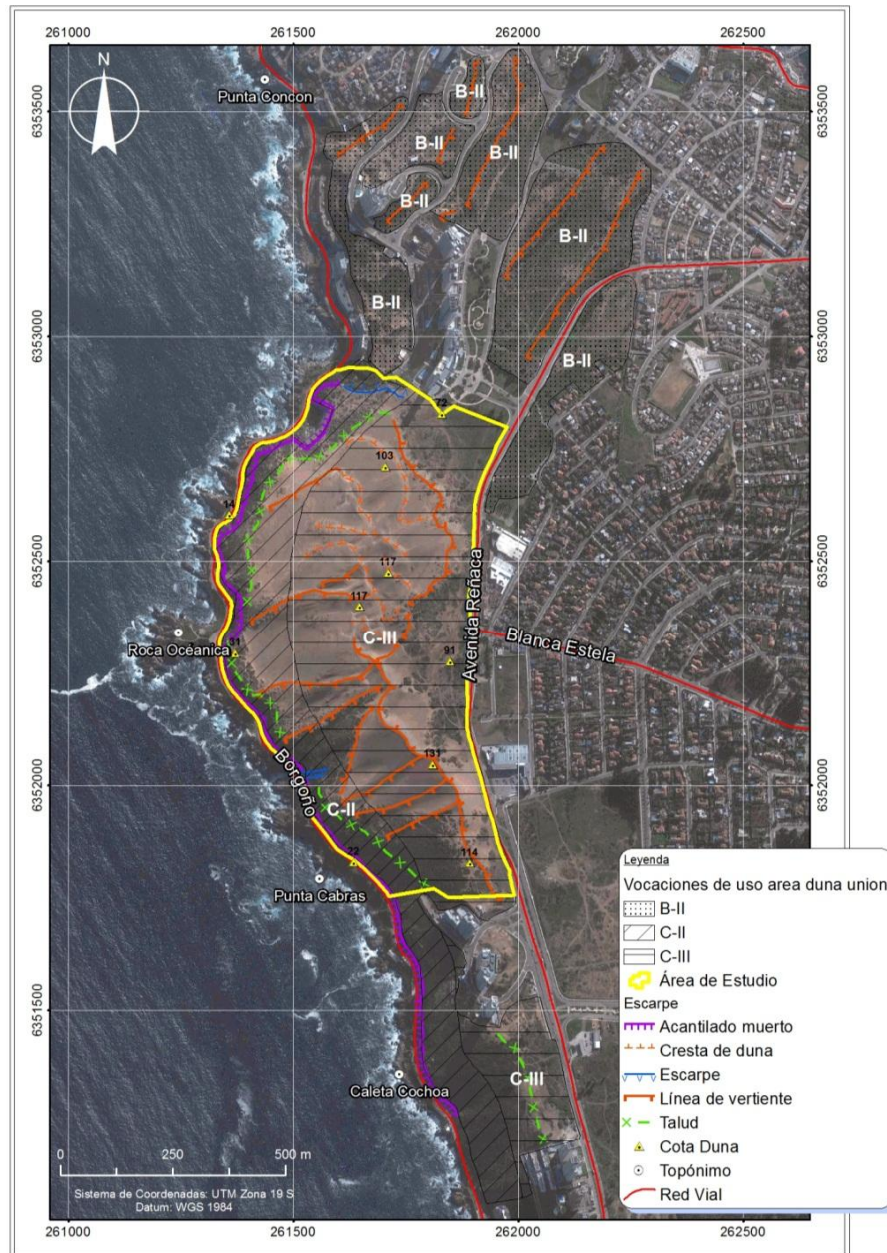 261000 261500 262000 262500
N
6353500
6353500
Punta Concon
B-II
B-II
B-II
B-II
B-II
B-II
6353000
6353000
B-II
72
103
14
6352500
6352500
117
117
C-III
Avenida Reñaca
Blanca Estela
91
31
Roca Océanica
131
6352000
6352000
Borgoño
C-II
22
114
Punta Cabras
6351500
6351500
C-III
Caleta Cochoa
0 250 500 m
Sistema de Coordenadas: UTM Zona 19 S
Datum: WGS 1984
Leyenda
Vocaciones de uso area duna union
B-II
C-II
C-III
Área de Estudio
Escarpe
Acantilado muerto
Cresta de duna
Escarpe
Línea de vertiente
Talud
Cota Duna
Topónimo
Red Vial
261000 261500 262000 262500